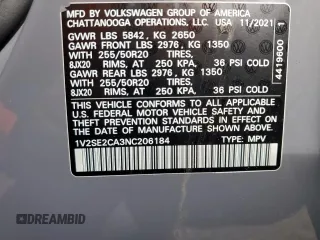 MFD BY VOLKSWAGEN GROUP OF AMERICA
CHATTANOOGA OPERATIONS, LLC. USA 11/2021
GVWR LBS 5842, KG 2650
GAWR FRONT LBS 2976, KG 1350
WITH 255/50R20 TIRES,
8JX20 RIMS, AT 250 KPA, 36 PSI COLD
GAWR REAR LBS 2976, KG 1350
WITH 255/50R20 TIRES,
8JX20 RIMS, AT 250 KPA, 36 PSI COLD
THIS VEHICLE CONFORMS TO ALL APPLICABLE
U.S. FEDERAL MOTOR VEHICLE SAFETY AND
THEFT PREVENTION STANDARDS IN EFFECT ON
THE DATE OF MANUFACTURE SHOWN ABOVE.
1V2SE2CA3NC206184 TYPE: MPV
4419600 1
DREAMBID